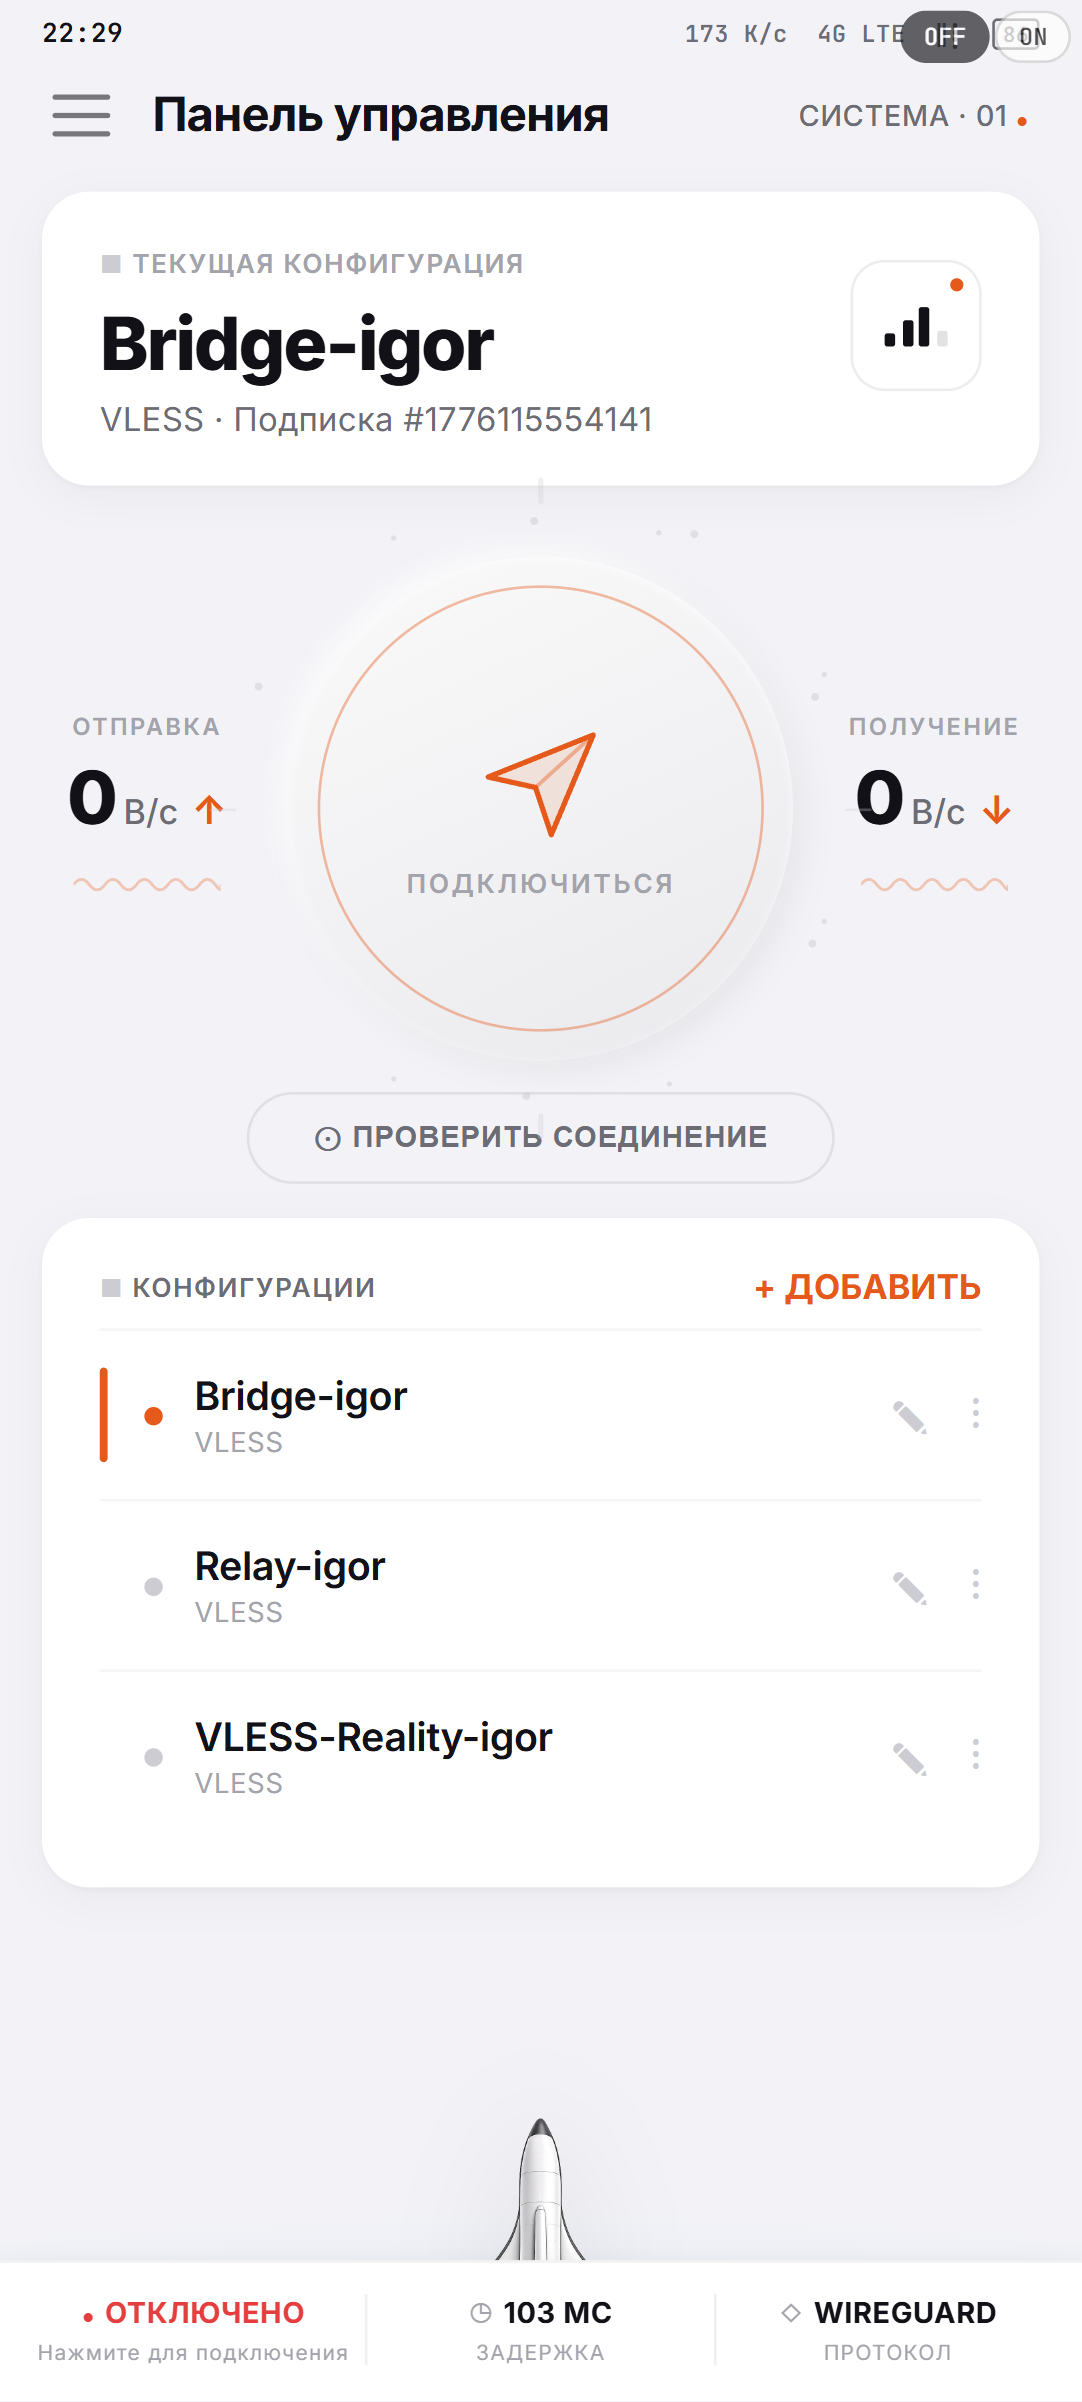 22:29
173 K/c 4G LTE OFF ON
Панель управления
СИСТЕМА · 01
ТЕКУЩАЯ КОНФИГУРАЦИЯ
Bridge-igor
VLESS · Подписка #1776115554141
ОТПРАВКА
0 B/c ↑
ПОЛУЧЕНИЕ
0 B/c ↓
ПОДКЛЮЧИТЬСЯ
ПРОВЕРИТЬ СОЕДИНЕНИЕ
КОНФИГУРАЦИИ
+ ДОБАВИТЬ
Bridge-igor
VLESS
Relay-igor
VLESS
VLESS-Reality-igor
VLESS
ОТКЛЮЧЕНО
Нажмите для подключения
103 МС
ЗАДЕРЖКА
WIREGUARD
ПРОТОКОЛ